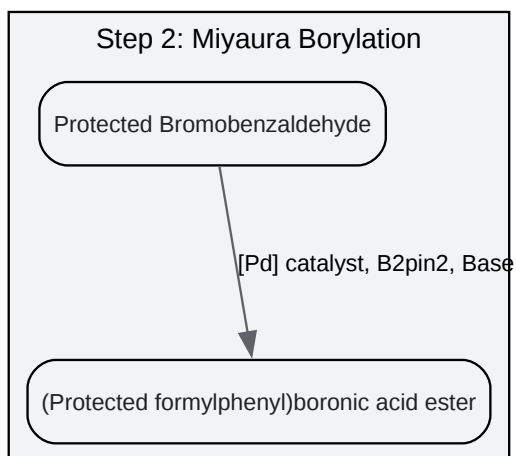 Step 2: Miyaura Borylation
Protected Bromobenzaldehyde
[Pd] catalyst, B2pin2, Base
(Protected formylphenyl)boronic acid ester